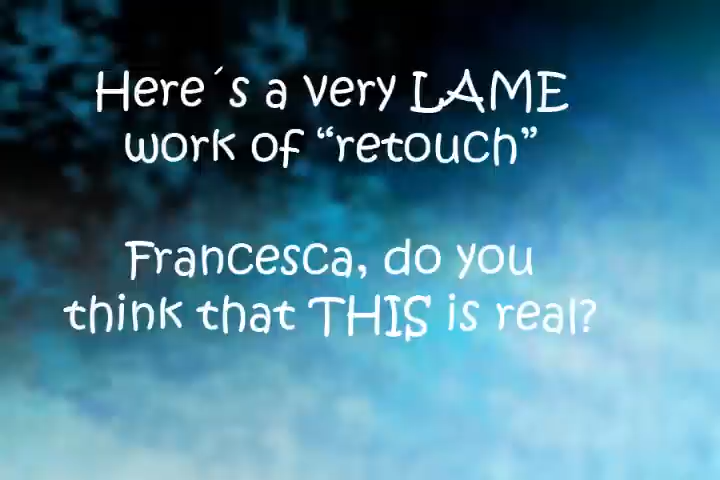 Here´s a very LAME
work of “retouch”
Francesca, do you
think that THIS is real?